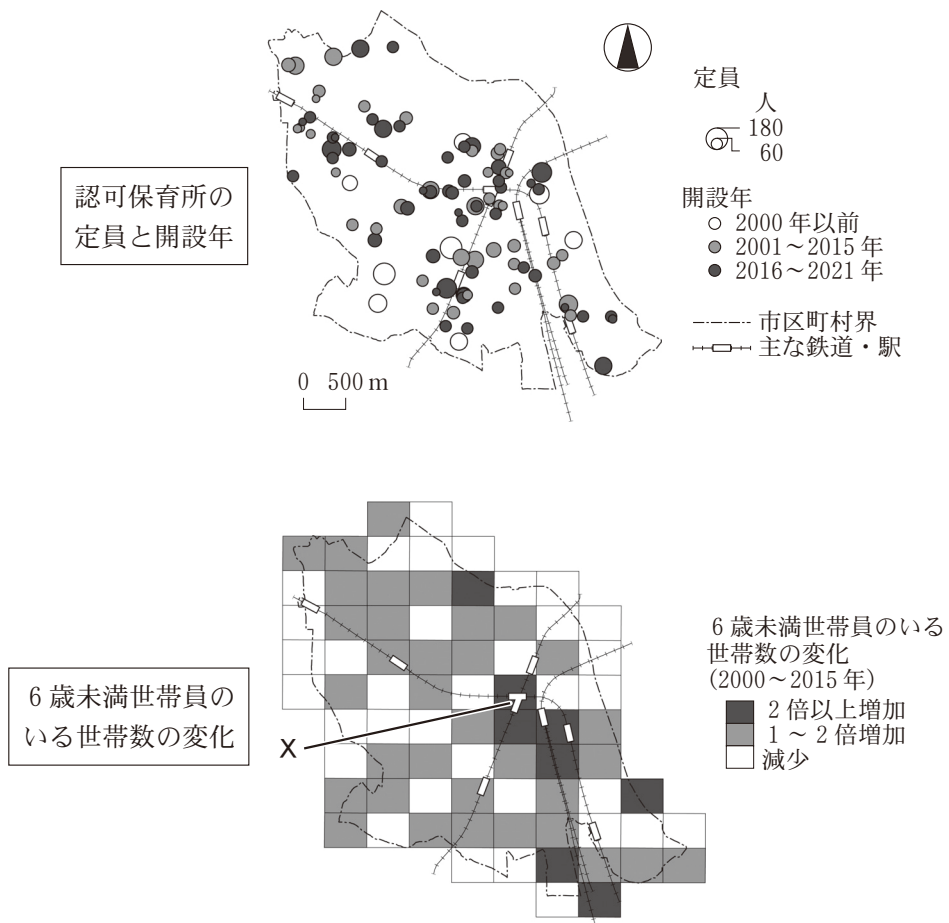 定員
人
180
60
認可保育所の
定員と開設年
開設年
2000 年以前
2001〜2015 年
2016〜2021 年
市区町村界
主な鉄道・駅
0 500 m
6 歳未満世帯員のいる
世帯数の変化
(2000〜2015 年)
2 倍以上増加
1 〜 2 倍増加
減少
6 歳未満世帯員の
いる世帯数の変化
X